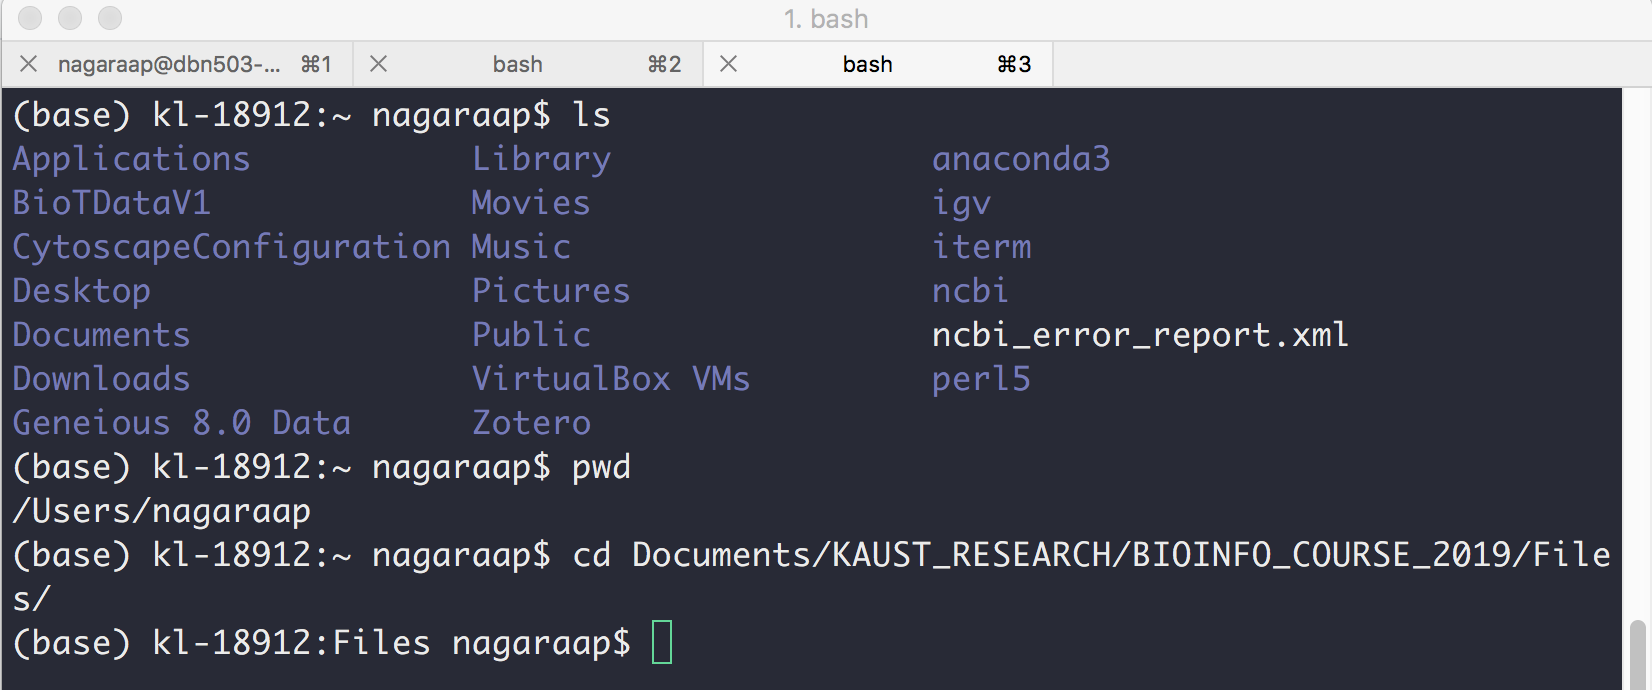 1. bash
nagaraap@dbn503-... ⌘1 bash ⌘2 bash ⌘3
(base) kl-18912:~ nagaraap$ ls
Applications Library anaconda3
BioTDataV1 Movies igv
CytoscapeConfiguration Music iterm
Desktop Pictures ncbi
Documents Public ncbi_error_report.xml
Downloads VirtualBox VMs perl5
Geneious 8.0 Data Zotero
(base) kl-18912:~ nagaraap$ pwd
/Users/nagaraap
(base) kl-18912:~ nagaraap$ cd Documents/KAUST_RESEARCH/BIOINFO_COURSE_2019/File
s/
(base) kl-18912:Files nagaraap$